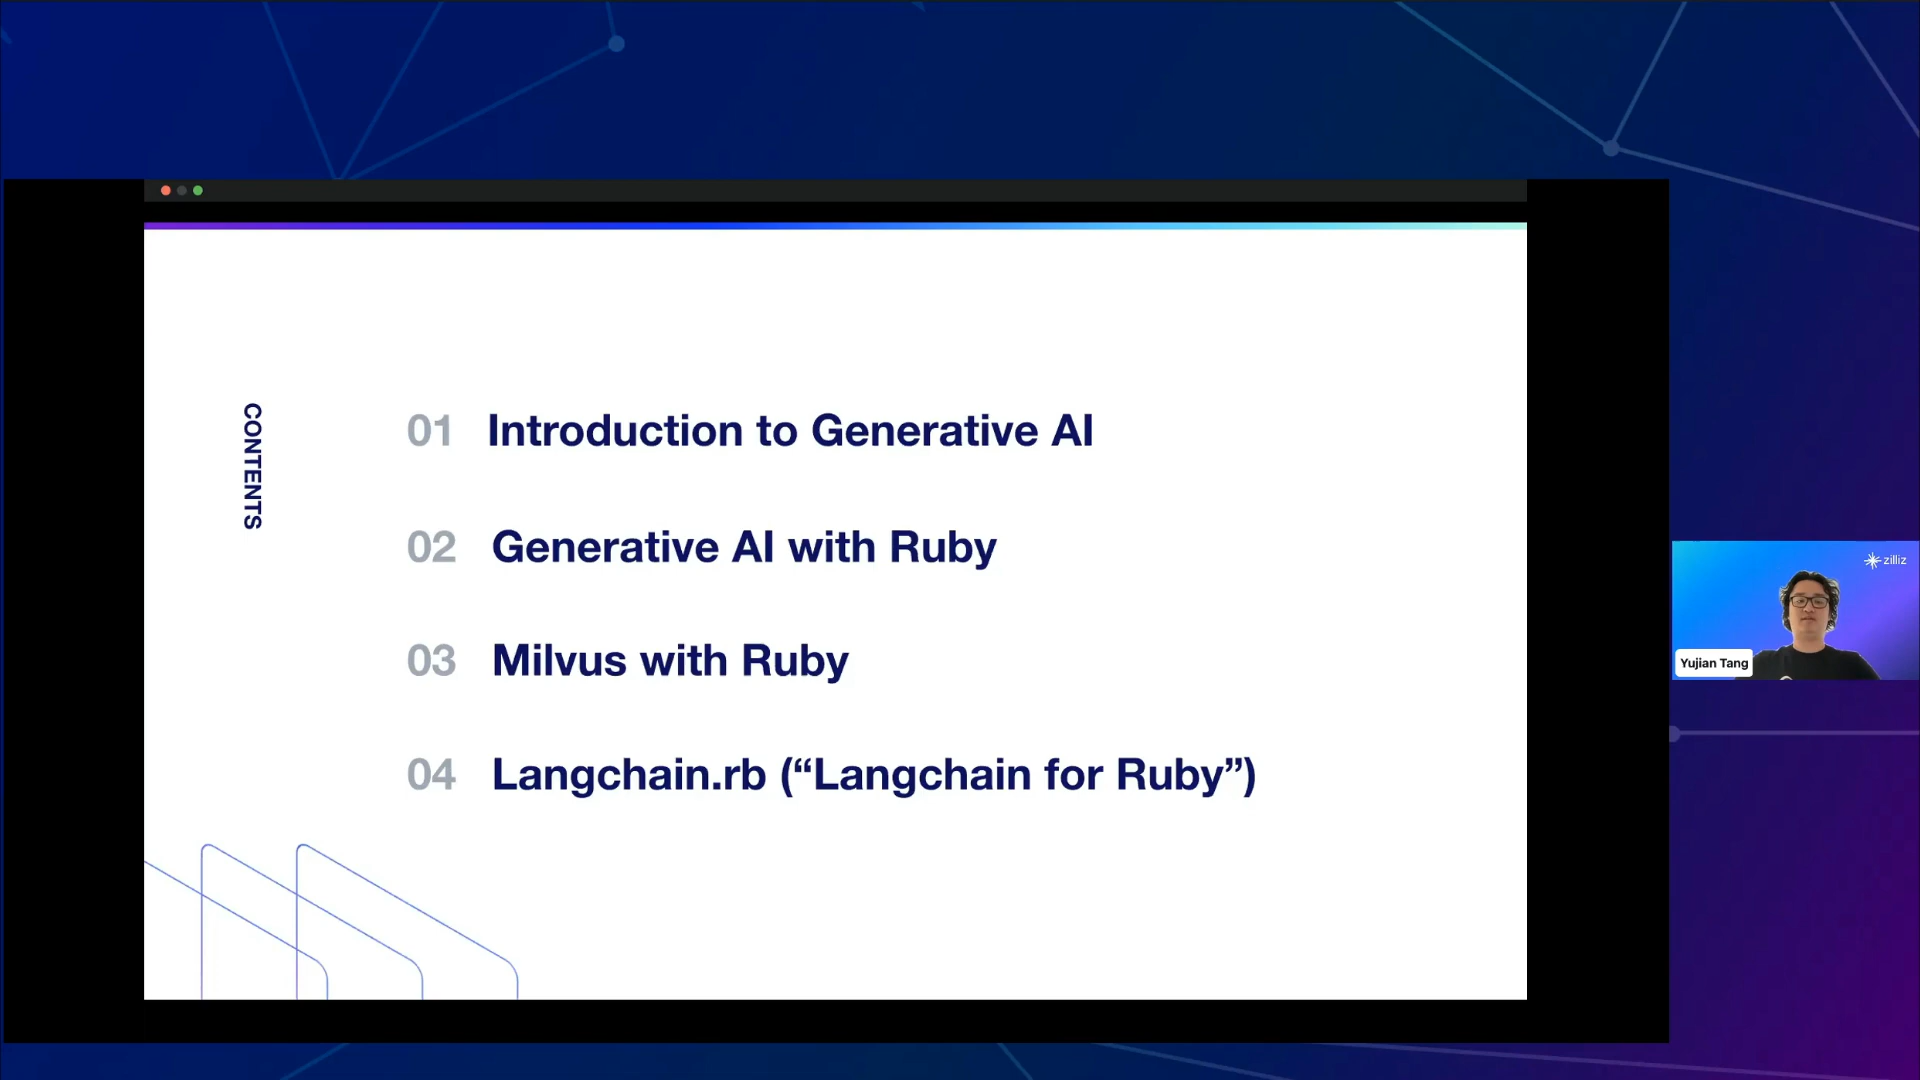 CONTENTS
01 Introduction to Generative AI
02 Generative AI with Ruby
03 Milvus with Ruby
04 Langchain.rb (“Langchain for Ruby”)
zilliz
Yujian Tang